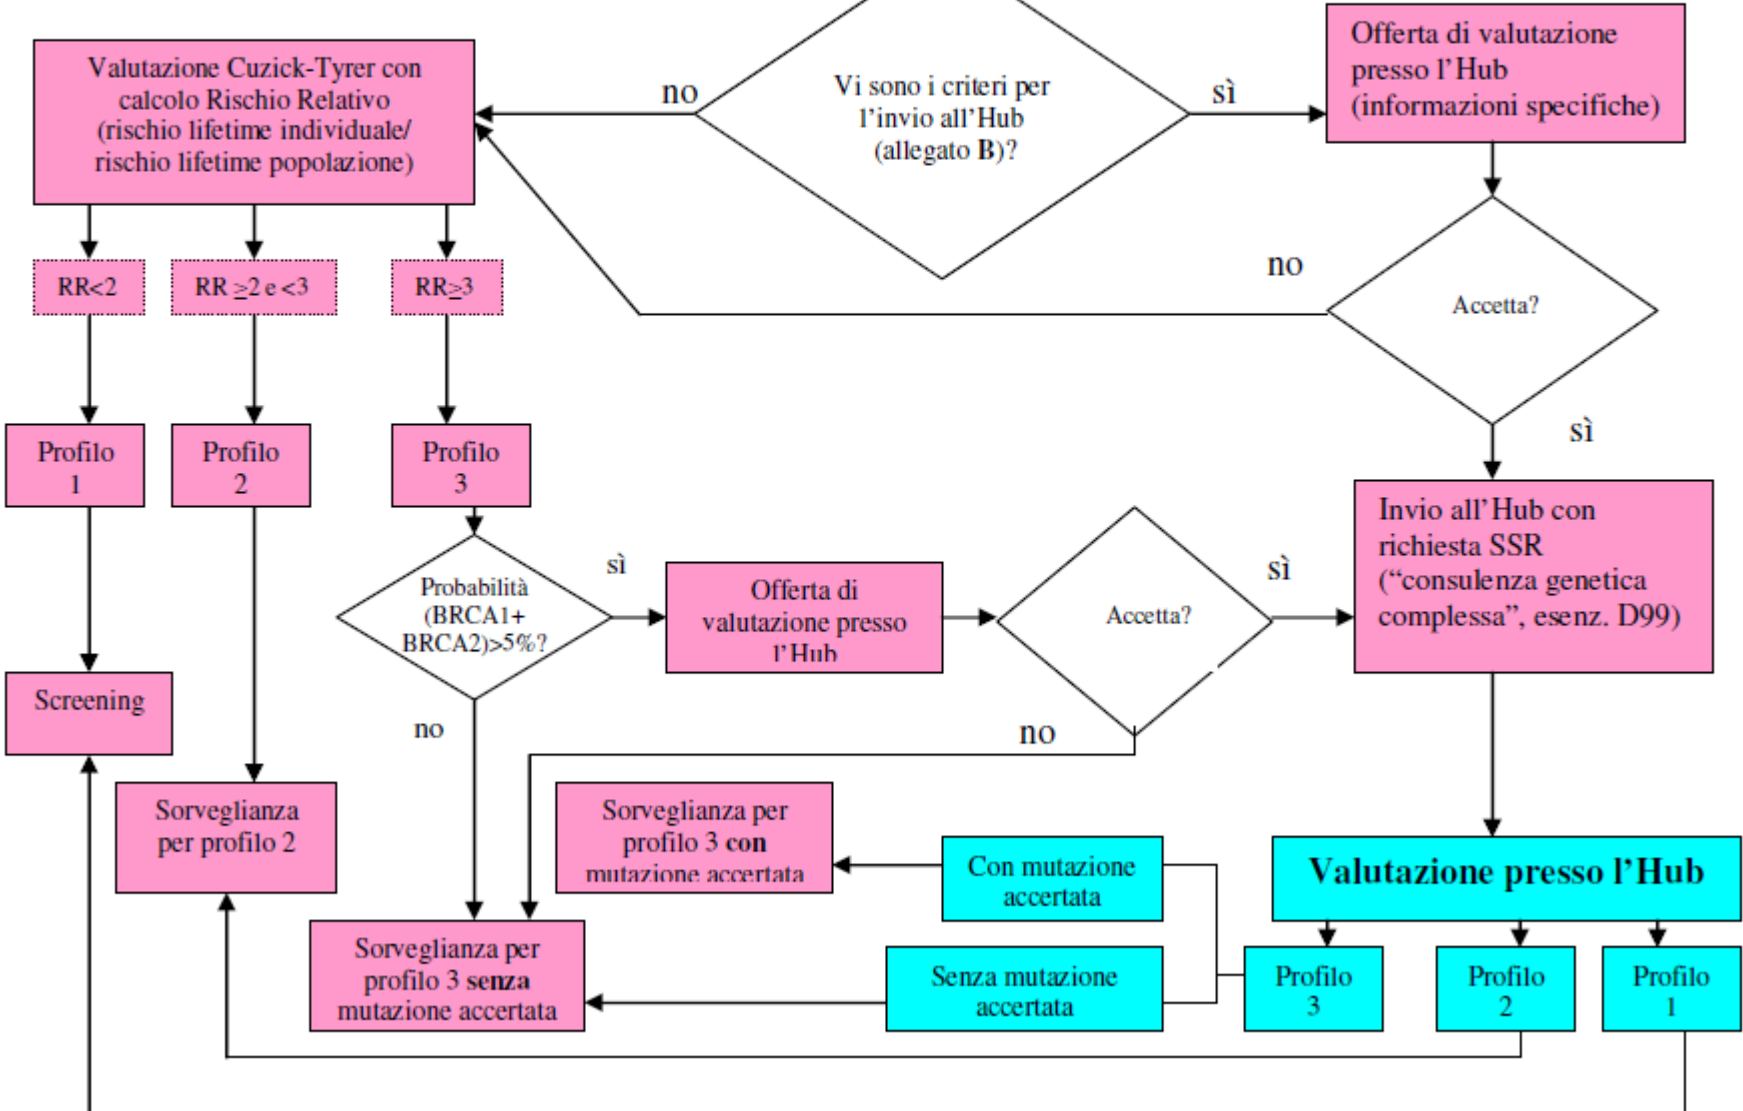 Valutazione Cuzick-Tyrer con
calcolo Rischio Relativo
(rischio lifetime individuale/
rischio lifetime popolazione)
no
Vi sono i criteri per
l'invio all'Hub
(allegato B)?
sì
Offerta di valutazione
presso l'Hub
(informazioni specifiche)
RR<2
RR ≥2 e <3
RR≥3
no
Accetta?
sì
Profilo
1
Profilo
2
Profilo
3
Probabilità
(BRCA1+
BRCA2)>5%?
sì
Offerta di
valutazione presso
l'Hub
Accetta?
sì
Invio all'Hub con
richiesta SSR
("consulenza genetica
complessa", esenz. D99)
no
no
Screening
Sorveglianza
per profilo 2
Sorveglianza per
profilo 3 con
mutazione accertata
Con mutazione
accertata
Valutazione presso l'Hub
Sorveglianza per
profilo 3 senza
mutazione accertata
Senza mutazione
accertata
Profilo
3
Profilo
2
Profilo
1